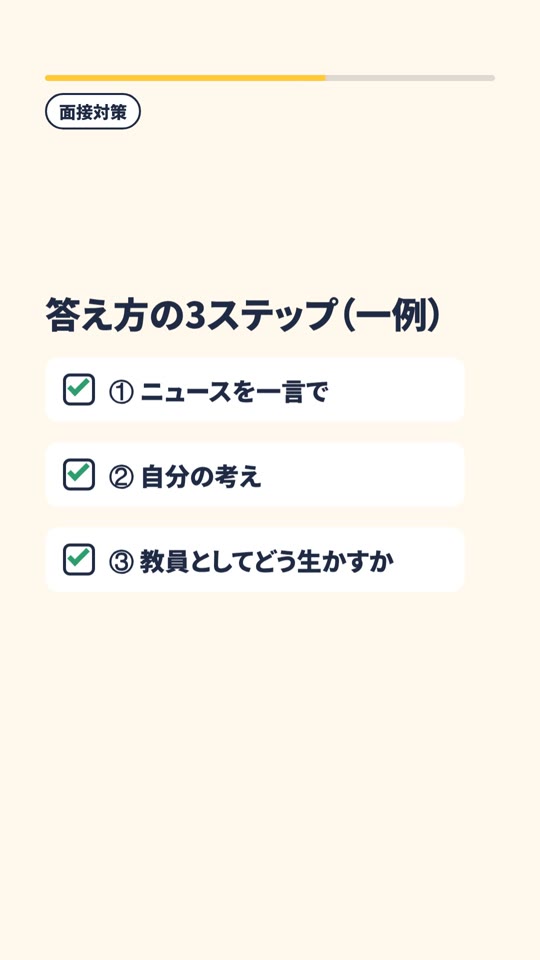 面接対策
答え方の3ステップ（一例）
① ニュースを一言で
② 自分の考え
③ 教員としてどう生かすか